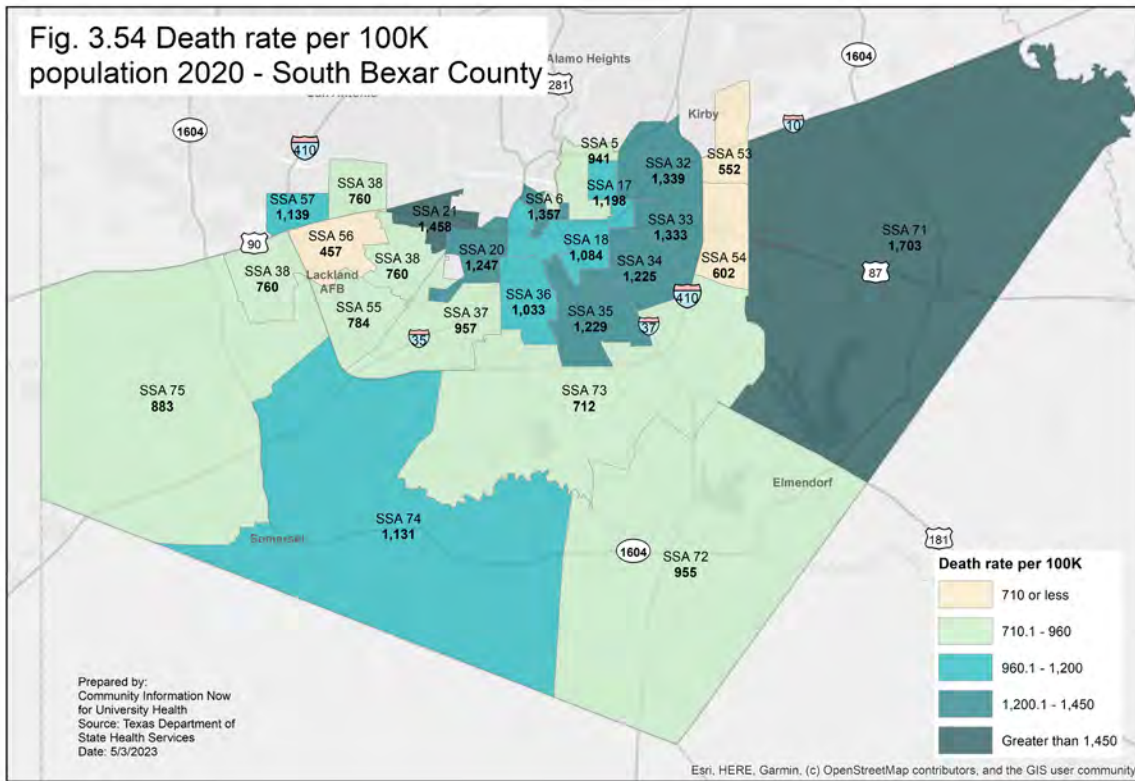 Fig. 3.54 Death rate per 100K
population 2020 - South Bexar County
Alamo Heights
281
1604
1604
410
Kirby
10
SSA 5
941
SSA 32
1,339
SSA 53
552
SSA 38
760
SSA 17
1,198
SSA 57
1,139
SSA 6
1,357
SSA 21
1,458
SSA 33
1,333
SSA 71
1,703
90
SSA 56
457
SSA 20
1,247
SSA 18
1,084
SSA 38
760
SSA 54
602
SSA 38
760
Lackland
AFB
SSA 34
1,225
87
SSA 36
1,033
410
SSA 55
784
SSA 37
957
SSA 35
1,229
37
35
SSA 75
883
SSA 73
712
Elmendorf
SSA 74
1,131
Somerset
1604
SSA 72
955
181
Death rate per 100K
710 or less
710.1 - 960
960.1 - 1,200
1,200.1 - 1,450
Greater than 1,450
Prepared by:
Community Information Now
for University Health
Source: Texas Department of
State Health Services
Date: 5/3/2023
Esri, HERE, Garmin, (c) OpenStreetMap contributors, and the GIS user community